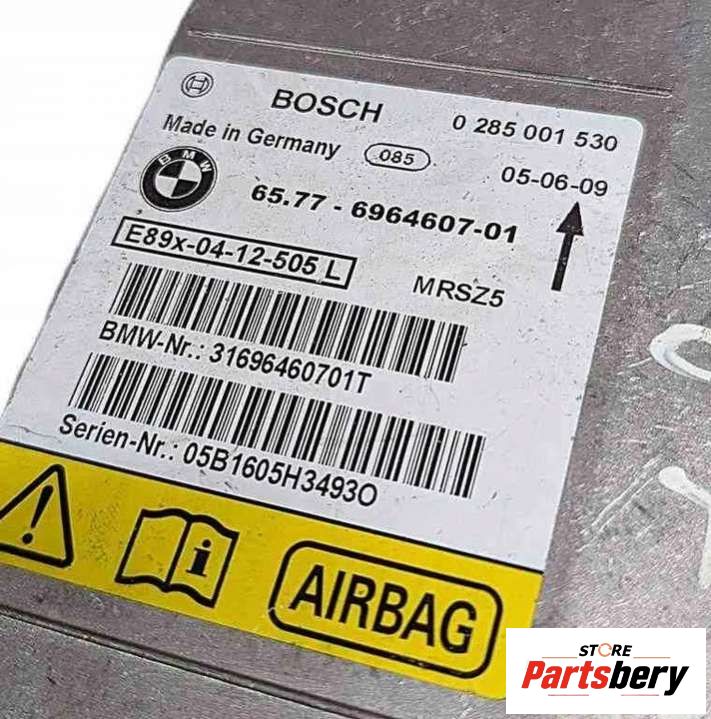 BOSCH 0 285 001 530
Made in Germany 085 05-06-09
BMW 65.77 - 6964607-01
E89x-04-12-505 L MRSZ5
BMW-Nr.: 31696460701T
Serien-Nr.: 05B1605H3493O
AIRBAG
STORE
Partsbery